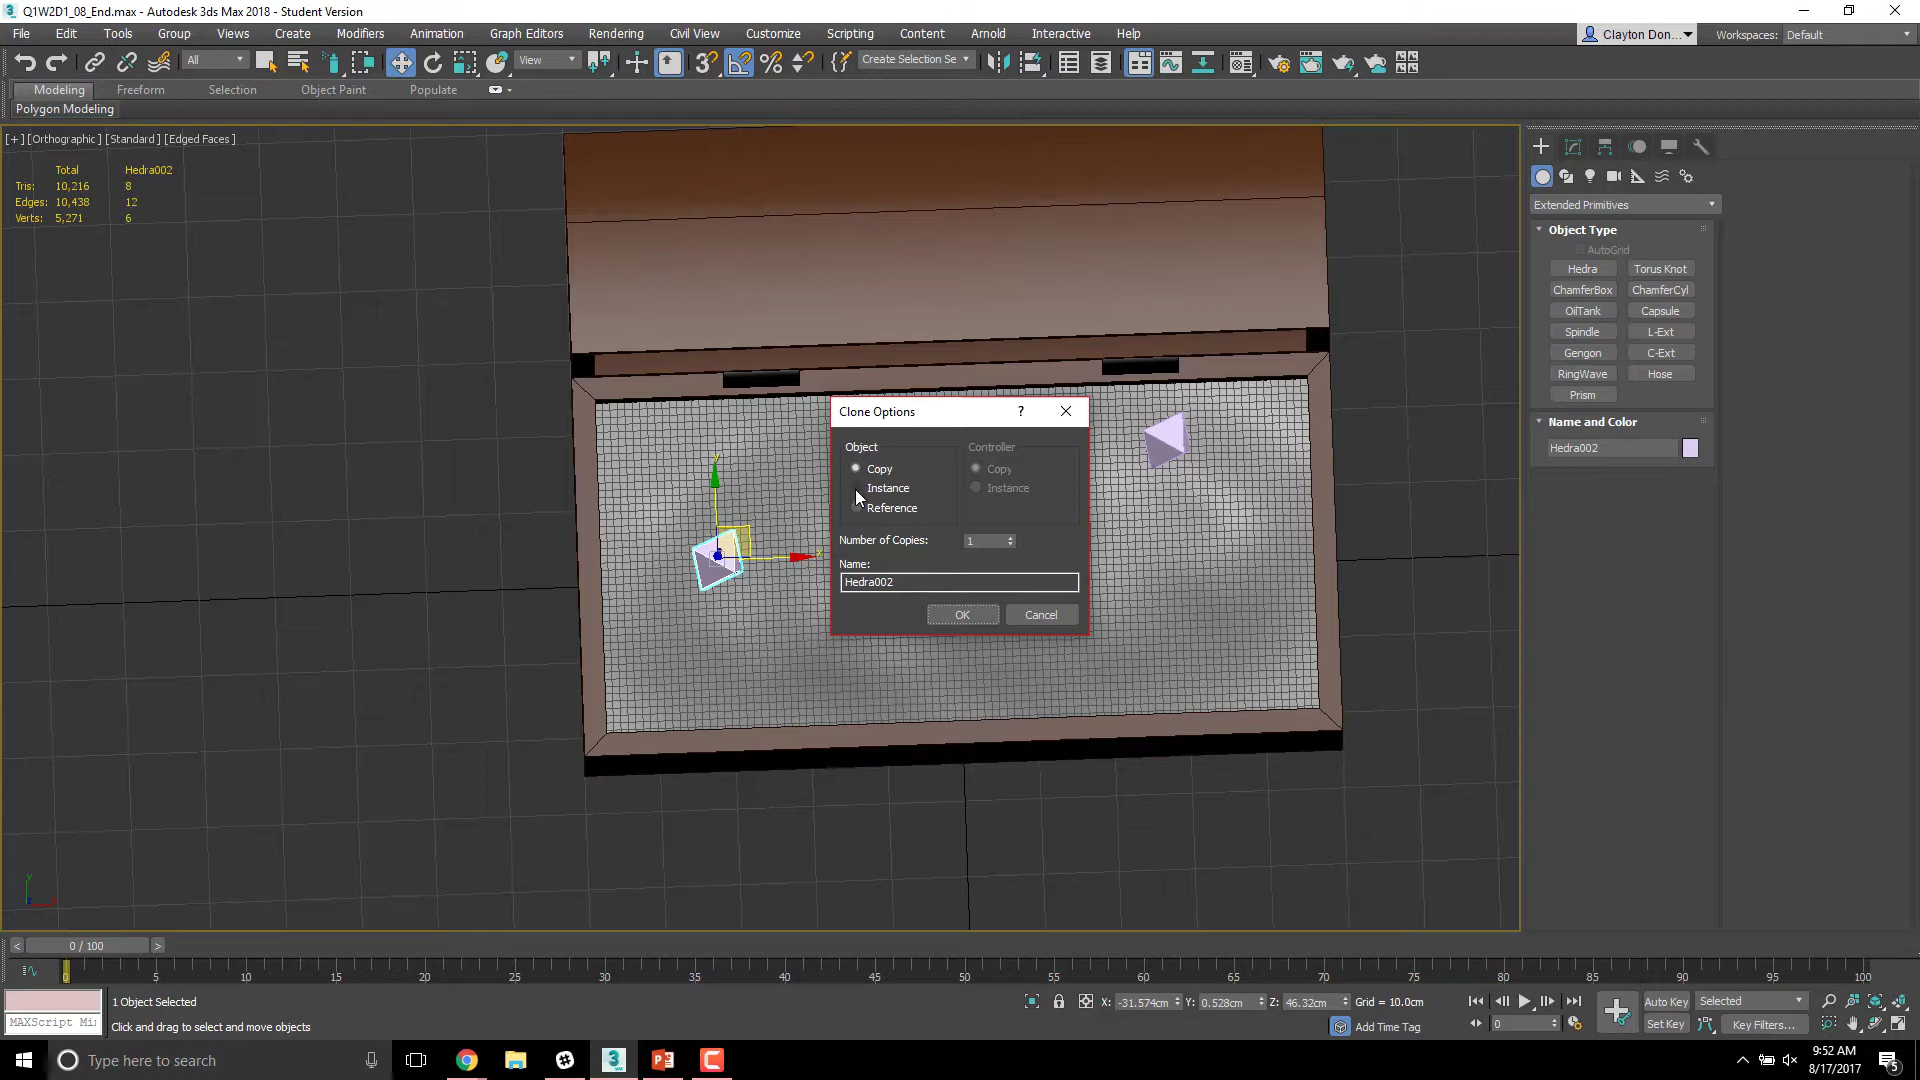 Q1W2D1_08_End.max - Autodesk 3ds Max 2018 - Student Version
File Edit Tools Group Views Create Modifiers Animation Graph Editors Rendering Civil View Customize Scripting Content Arnold Interactive Help Clayton Don... Workspaces: Default
All View Create Selection Se
Modeling Freeform Selection Object Paint Populate
Polygon Modeling
[+] [Orthographic] [Standard] [Edged Faces]
Total Hedra002
Tris: 10,216 8
Edges: 10,438 12
Verts: 5,271 6
Extended Primitives
Object Type
AutoGrid
Hedra Torus Knot
ChamferBox ChamferCyl
OilTank Capsule
Spindle L-Ext
Gengon C-Ext
RingWave Hose
Prism
Name and Color
Hedra002
Clone Options ?
Object Controller
Copy Copy
Instance Instance
Reference
Number of Copies: 1
Name:
Hedra002
OK Cancel
y
x
0 / 100
0 5 10 15 20 25 30 35 40 45 50 55 60 65 70 75 80 85 90 95 100
1 Object Selected X: -31.574cm Y: 0.528cm Z: 46.32cm Grid = 10.0cm Auto Key Selected
MAXScript Mi Click and drag to select and move objects Add Time Tag 0 Set Key Key Filters...
Type here to search 9:52 AM
8/17/2017 5